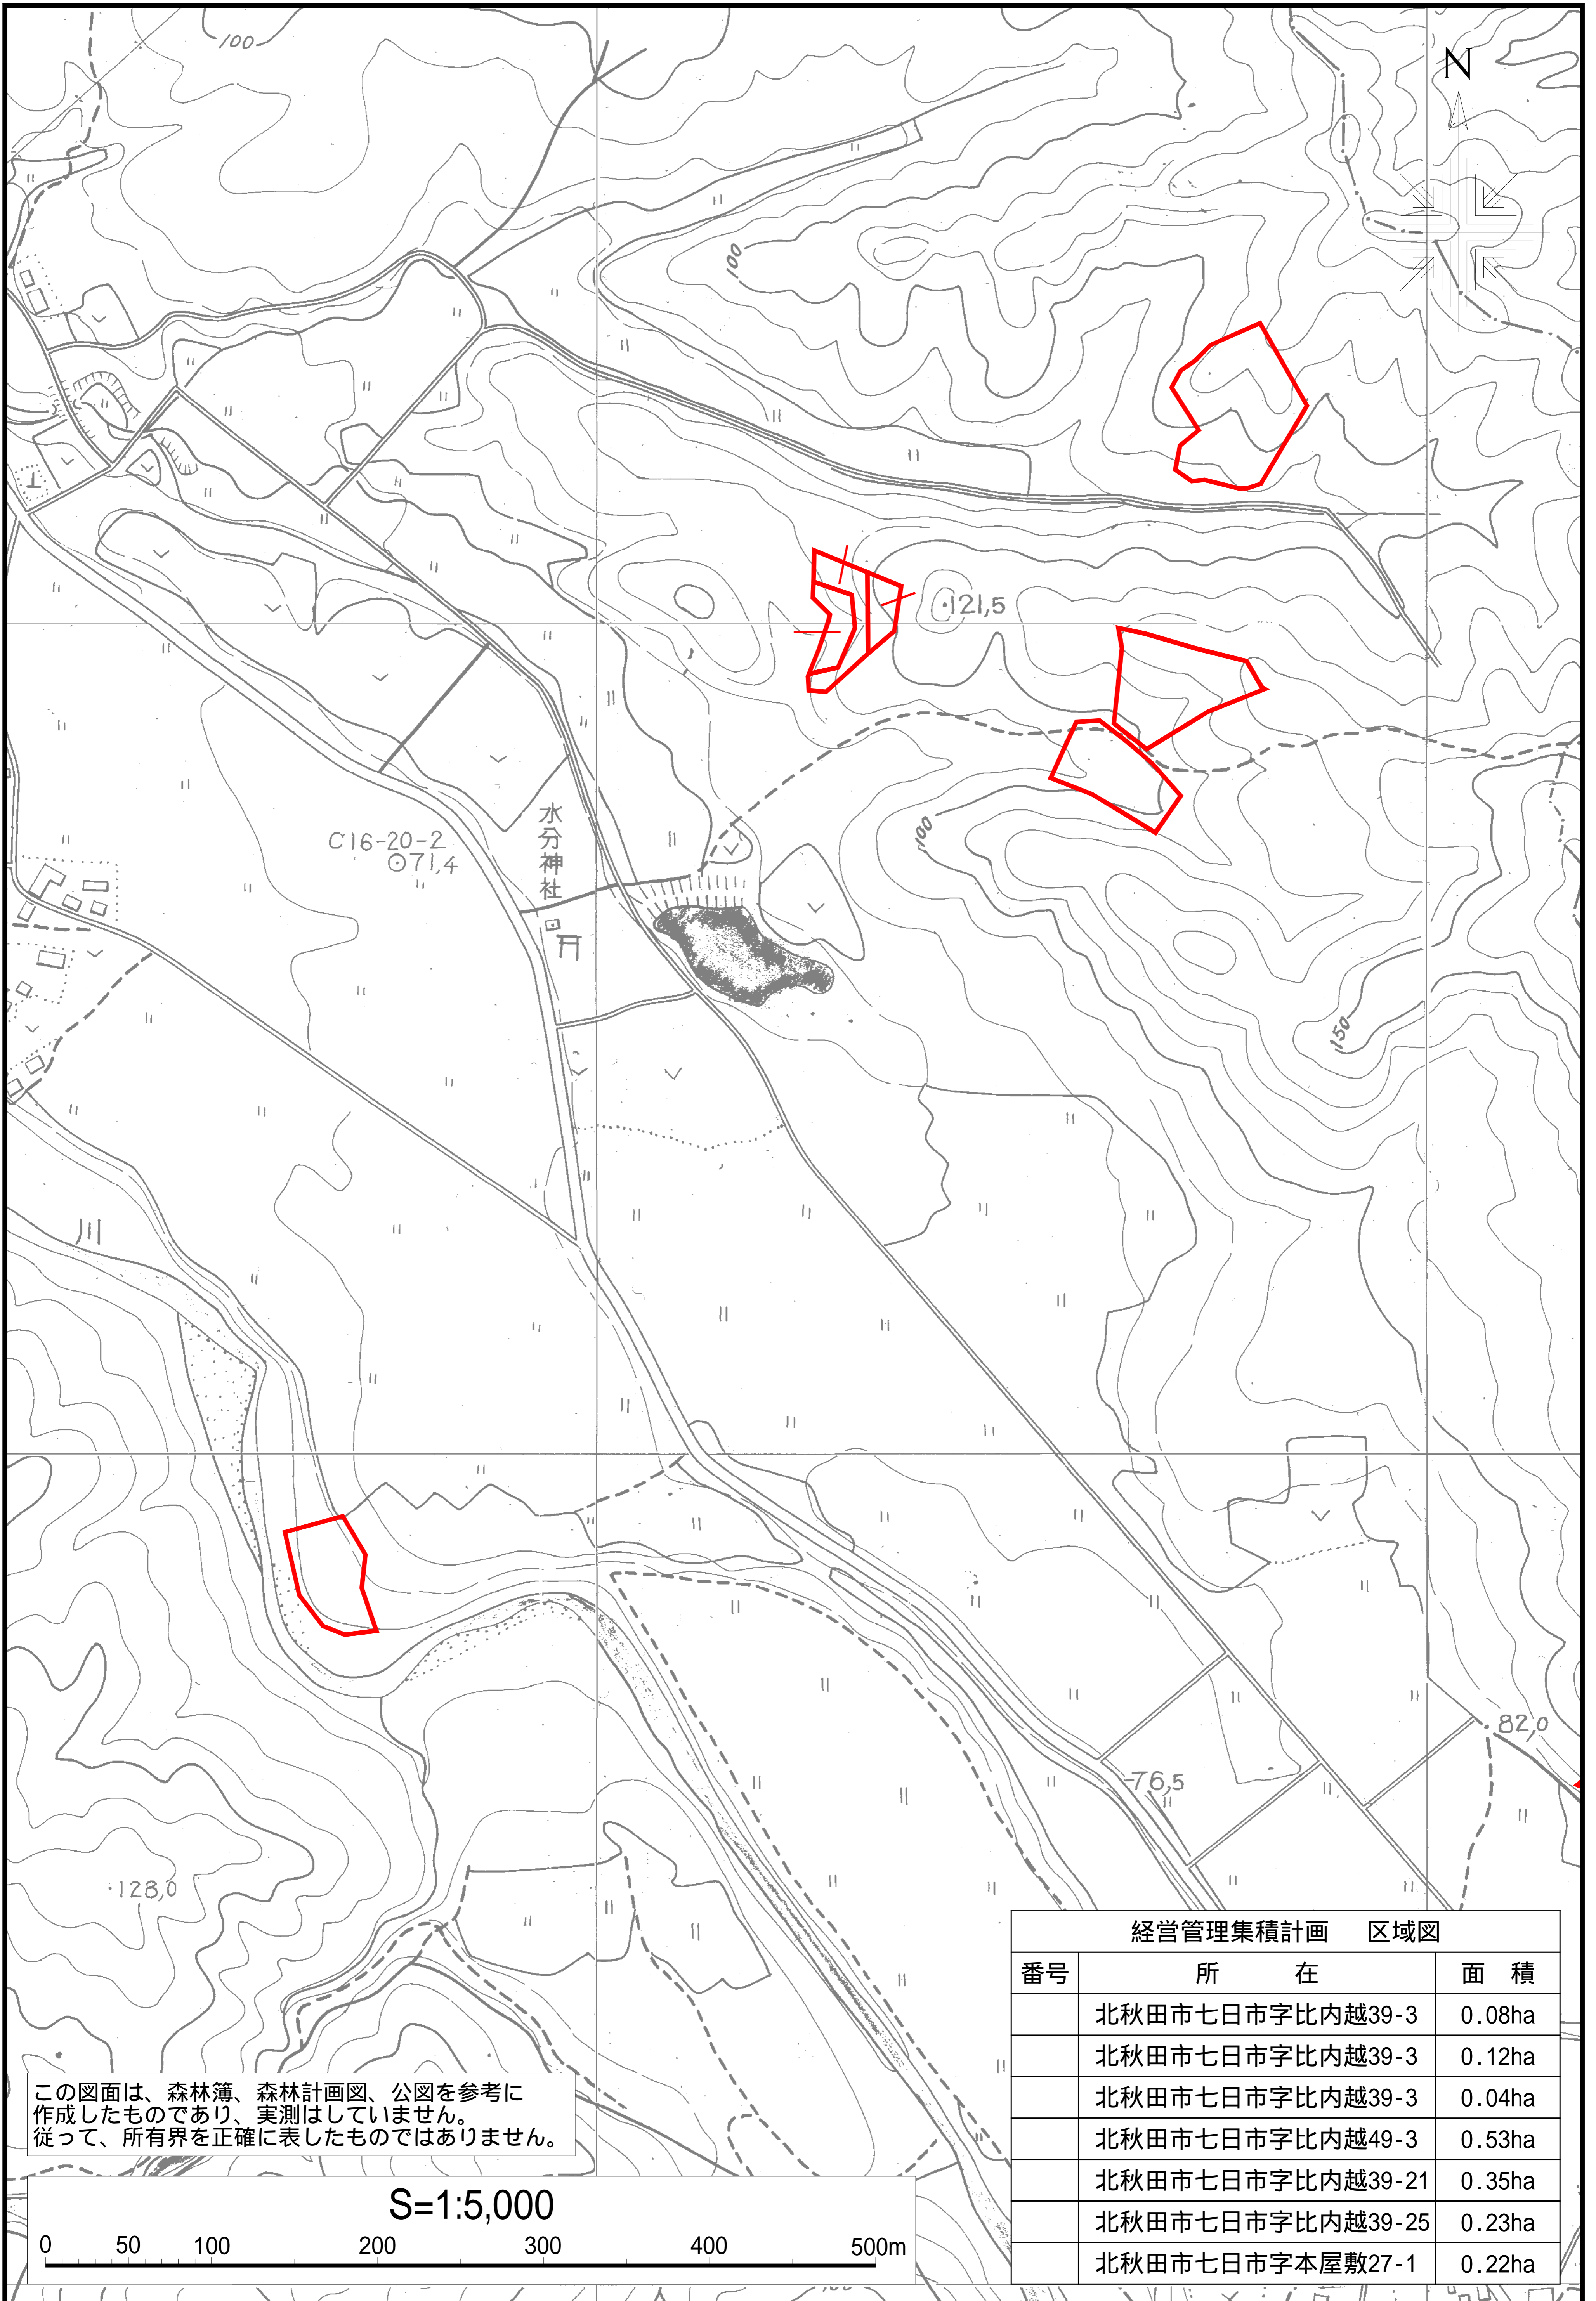 100
N
100
121,5
C16-20-2
71,4
水分神社
100
150
川
82,0
76,5
128,0
経営管理集積計画 区域図
番号 所 在 面 積
北秋田市七日市字比内越39-3 0.08ha
北秋田市七日市字比内越39-3 0.12ha
北秋田市七日市字比内越39-3 0.04ha
北秋田市七日市字比内越49-3 0.53ha
北秋田市七日市字比内越39-21 0.35ha
北秋田市七日市字比内越39-25 0.23ha
北秋田市七日市字本屋敷27-1 0.22ha
この図面は、森林簿、森林計画図、公図を参考に
作成したものであり、実測はしていません。
従って、所有界を正確に表したものではありません。
S=1:5,000
0 50 100 200 300 400 500m